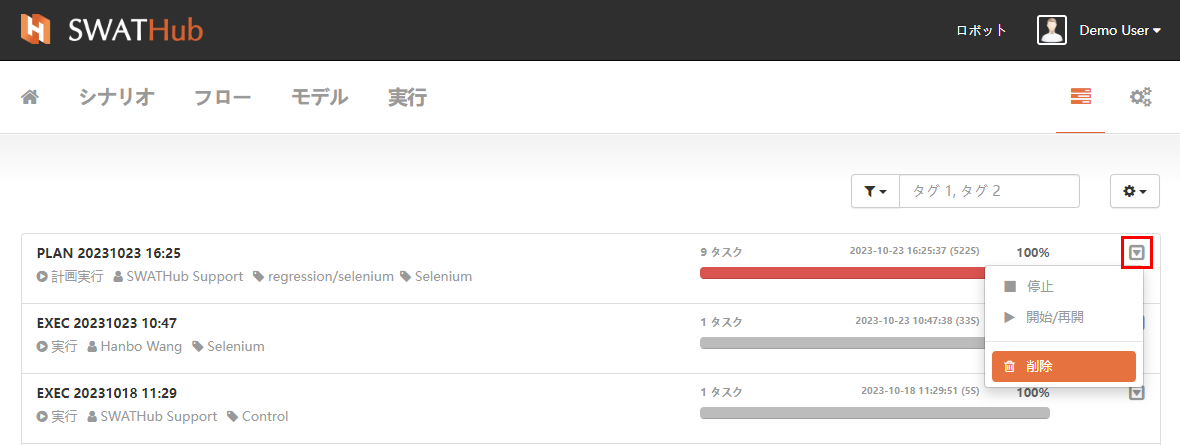 SWATHub
ロボット
Demo User
シナリオ
フロー
モデル
実行
タグ 1, タグ 2
PLAN 20231023 16:25
9 タスク
2023-10-23 16:25:37 (522S)
100%
計画実行 SWATHub Support regression/selenium Selenium
停止
開始/再開
削除
EXEC 20231023 10:47
1 タスク
2023-10-23 10:47:38 (33S)
実行 Hanbo Wang Selenium
EXEC 20231018 11:29
1 タスク
2023-10-18 11:29:51 (5S)
100%
実行 SWATHub Support Control